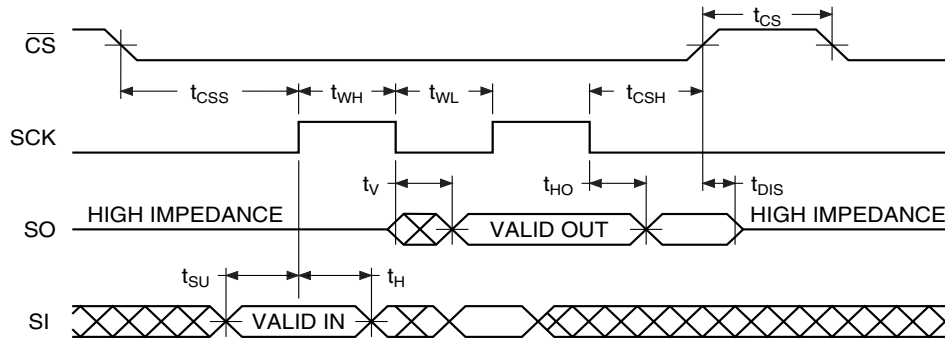 t_CS
C̅S̅
t_CSS t_WH t_WL t_CSH
SCK
t_V t_HO t_DIS
HIGH IMPEDANCE HIGH IMPEDANCE
SO VALID OUT
t_SU t_H
SI VALID IN